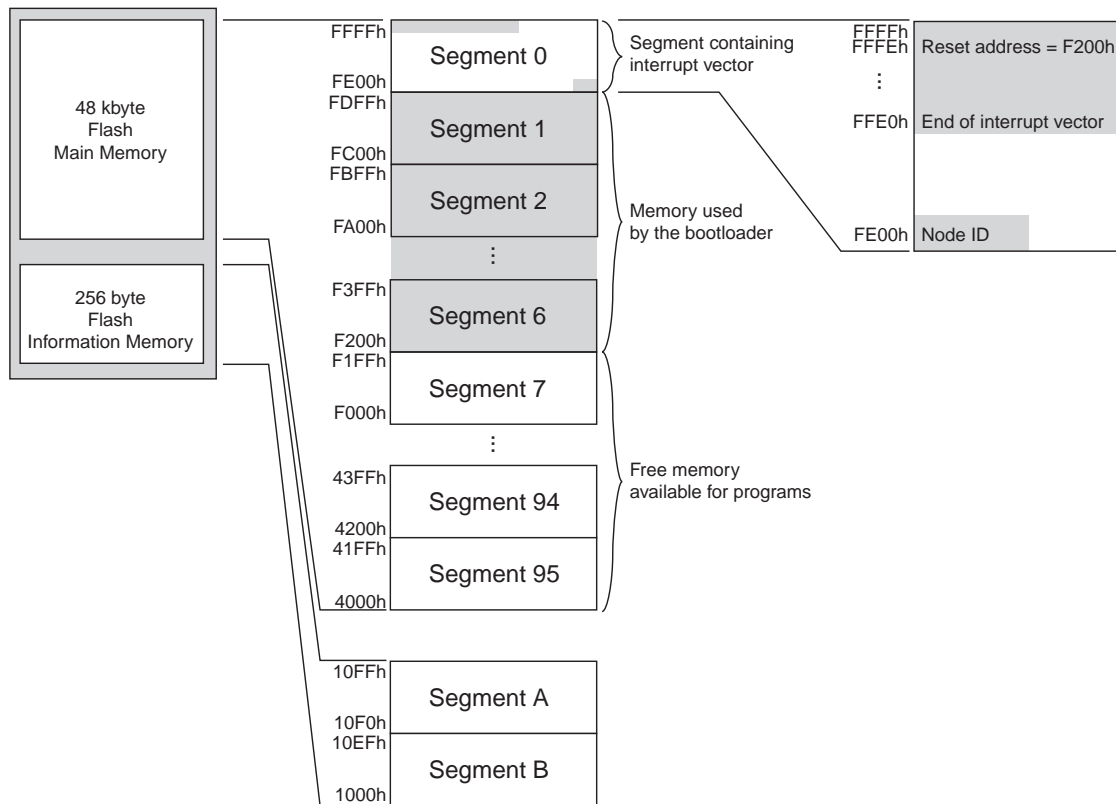 48 kbyte
Flash
Main Memory
256 byte
Flash
Information Memory
FFFFh
Segment 0
FE00h
FDFFh
Segment 1
FC00h
FBFFh
Segment 2
FA00h
...
F3FFh
Segment 6
F200h
F1FFh
Segment 7
F000h
...
43FFh
Segment 94
4200h
41FFh
Segment 95
4000h
10FFh
Segment A
10F0h
10EFh
Segment B
1000h
Segment containing
interrupt vector
Memory used
by the bootloader
Free memory
available for programs
FFFFh
FFFEh Reset address = F200h
...
FFE0h End of interrupt vector
FE00h Node ID